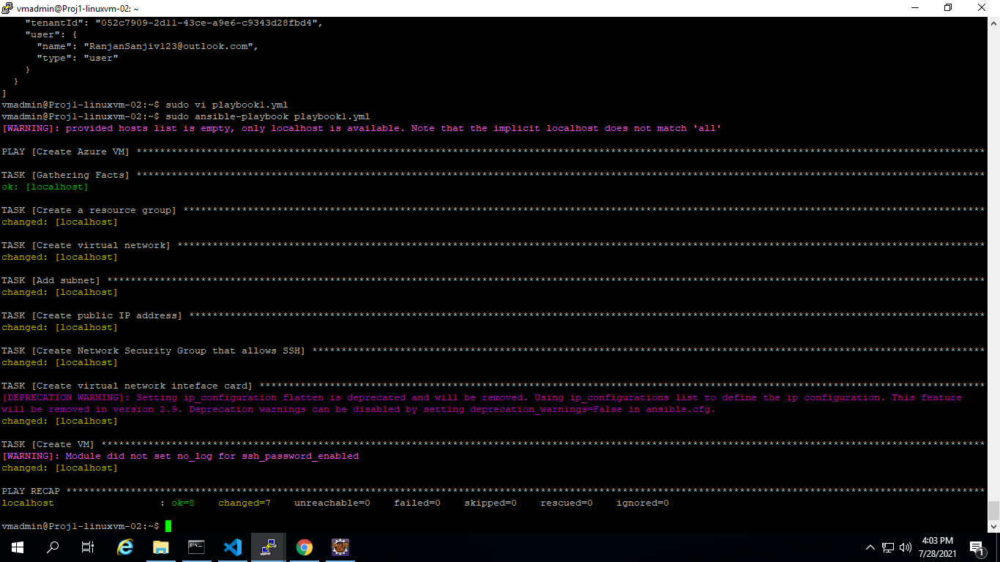 vmadmin@Proj1-linuxvm-02: ~
"tenantId": "052c7909-2d11-43ce-a9e6-c9343d28fbd4",
"user": {
"name": "RanjanSanjiv123@outlook.com",
"type": "user"
}
}
]
vmadmin@Proj1-linuxvm-02:~$ sudo vi playbook1.yml
vmadmin@Proj1-linuxvm-02:~$ sudo ansible-playbook playbook1.yml
[WARNING]: provided hosts list is empty, only localhost is available. Note that the implicit localhost does not match 'all'
PLAY [Create Azure VM] *************************************************************************************************************************************************
TASK [Gathering Facts] *************************************************************************************************************************************************
ok: [localhost]
TASK [Create a resource group] *****************************************************************************************************************************************
changed: [localhost]
TASK [Create virtual network] ******************************************************************************************************************************************
changed: [localhost]
TASK [Add subnet] ******************************************************************************************************************************************************
changed: [localhost]
TASK [Create public IP address] ****************************************************************************************************************************************
changed: [localhost]
TASK [Create Network Security Group that allows SSH] *******************************************************************************************************************
changed: [localhost]
TASK [Create virtual network inteface card] ****************************************************************************************************************************
[DEPRECATION WARNING]: Setting ip_configuration flatten is deprecated and will be removed. Using ip_configurations list to define the ip configuration. This feature
will be removed in version 2.9. Deprecation warnings can be disabled by setting deprecation_warnings=False in ansible.cfg.
changed: [localhost]
TASK [Create VM] *******************************************************************************************************************************************************
[WARNING]: Module did not set no_log for ssh_password_enabled
changed: [localhost]
PLAY RECAP *************************************************************************************************************************************************************
localhost : ok=8 changed=7 unreachable=0 failed=0 skipped=0 rescued=0 ignored=0
vmadmin@Proj1-linuxvm-02:~$
4:03 PM
7/28/2021
1